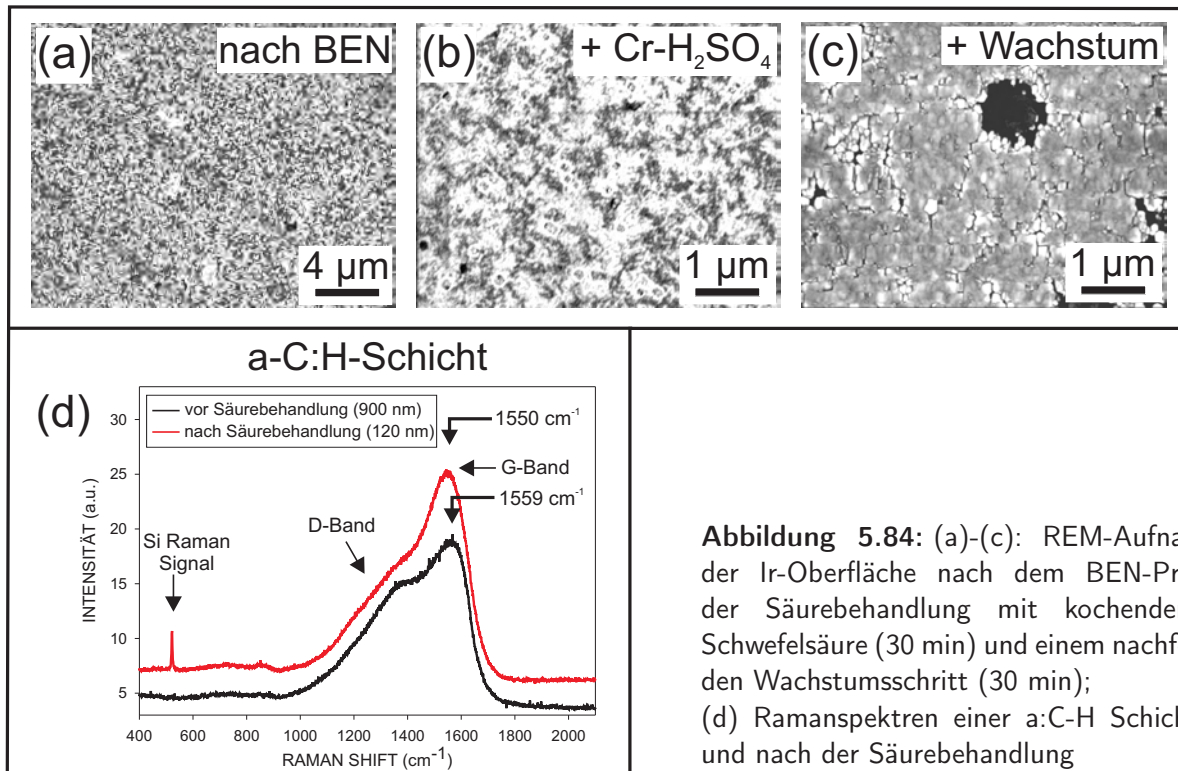 (a) nach BEN
4 µm
(b) + Cr-H₂SO₄
1 µm
(c) + Wachstum
1 µm
a-C:H-Schicht
(d)
vor Säurebehandlung (900 nm)
nach Säurebehandlung (120 nm)
1550 cm⁻¹
G-Band
1559 cm⁻¹
D-Band
Si Raman
Signal
INTENSITÄT (a.u.)
30
25
20
15
10
5
400 600 800 1000 1200 1400 1600 1800 2000
RAMAN SHIFT (cm⁻¹)
Abbildung 5.84: (a)-(c): REM-Aufna
der Ir-Oberfläche nach dem BEN-Pr
der Säurebehandlung mit kochende
Schwefelsäure (30 min) und einem nachf
den Wachstumsschritt (30 min);
(d) Ramanspektren einer a:C-H Schich
und nach der Säurebehandlung